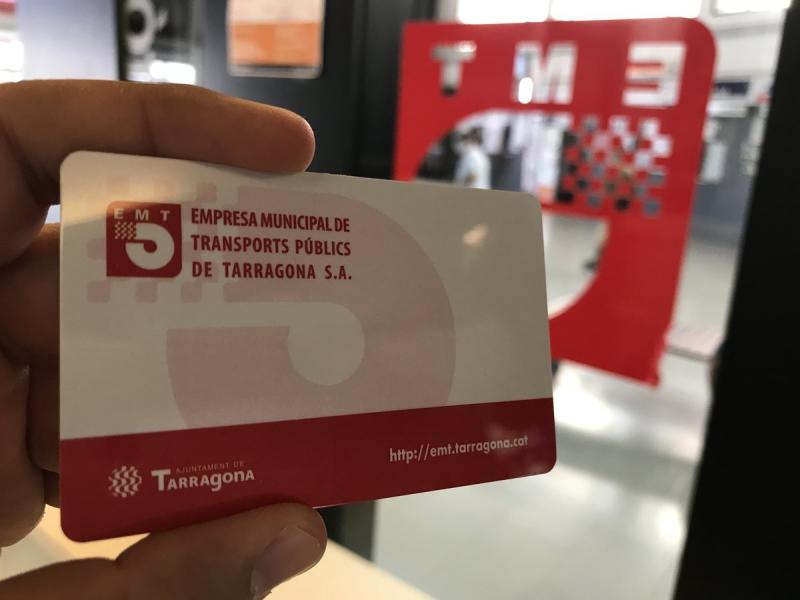 EMT
EMPRESA MUNICIPAL DE
TRANSPORTS PÚBLICS
DE TARRAGONA S.A.
AJUNTAMENT DE
TARRAGONA
http://emt.tarragona.cat
EMT